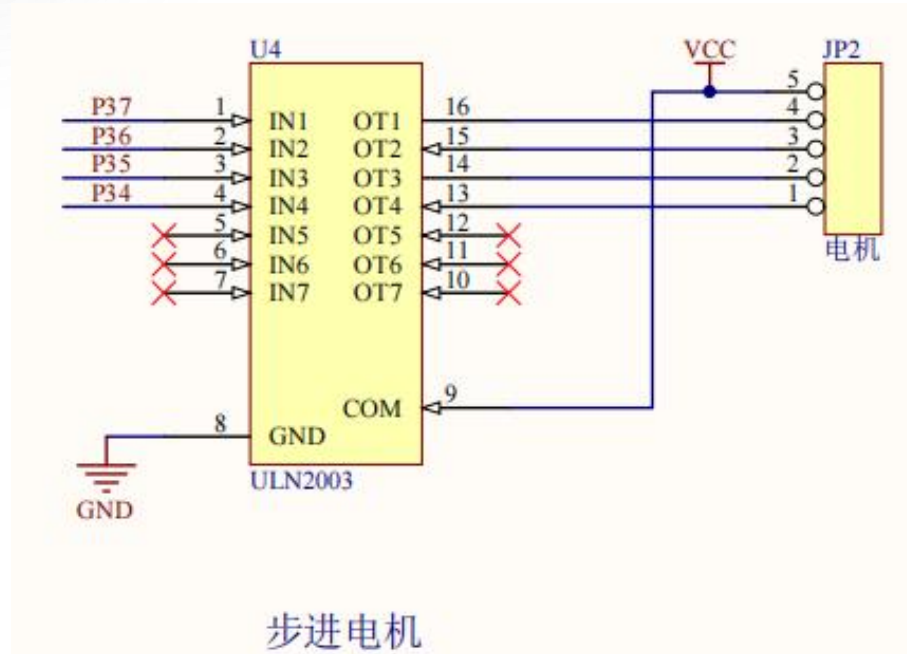 U4
VCC
JP2
P37 1 IN1 OT1 16 5
P36 2 IN2 OT2 15 4
P35 3 IN3 OT3 14 3
P34 4 IN4 OT4 13 2
5 IN5 OT5 12 1
6 IN6 OT6 11 电机
7 IN7 OT7 10
COM 9
8 GND
ULN2003
GND
步进电机